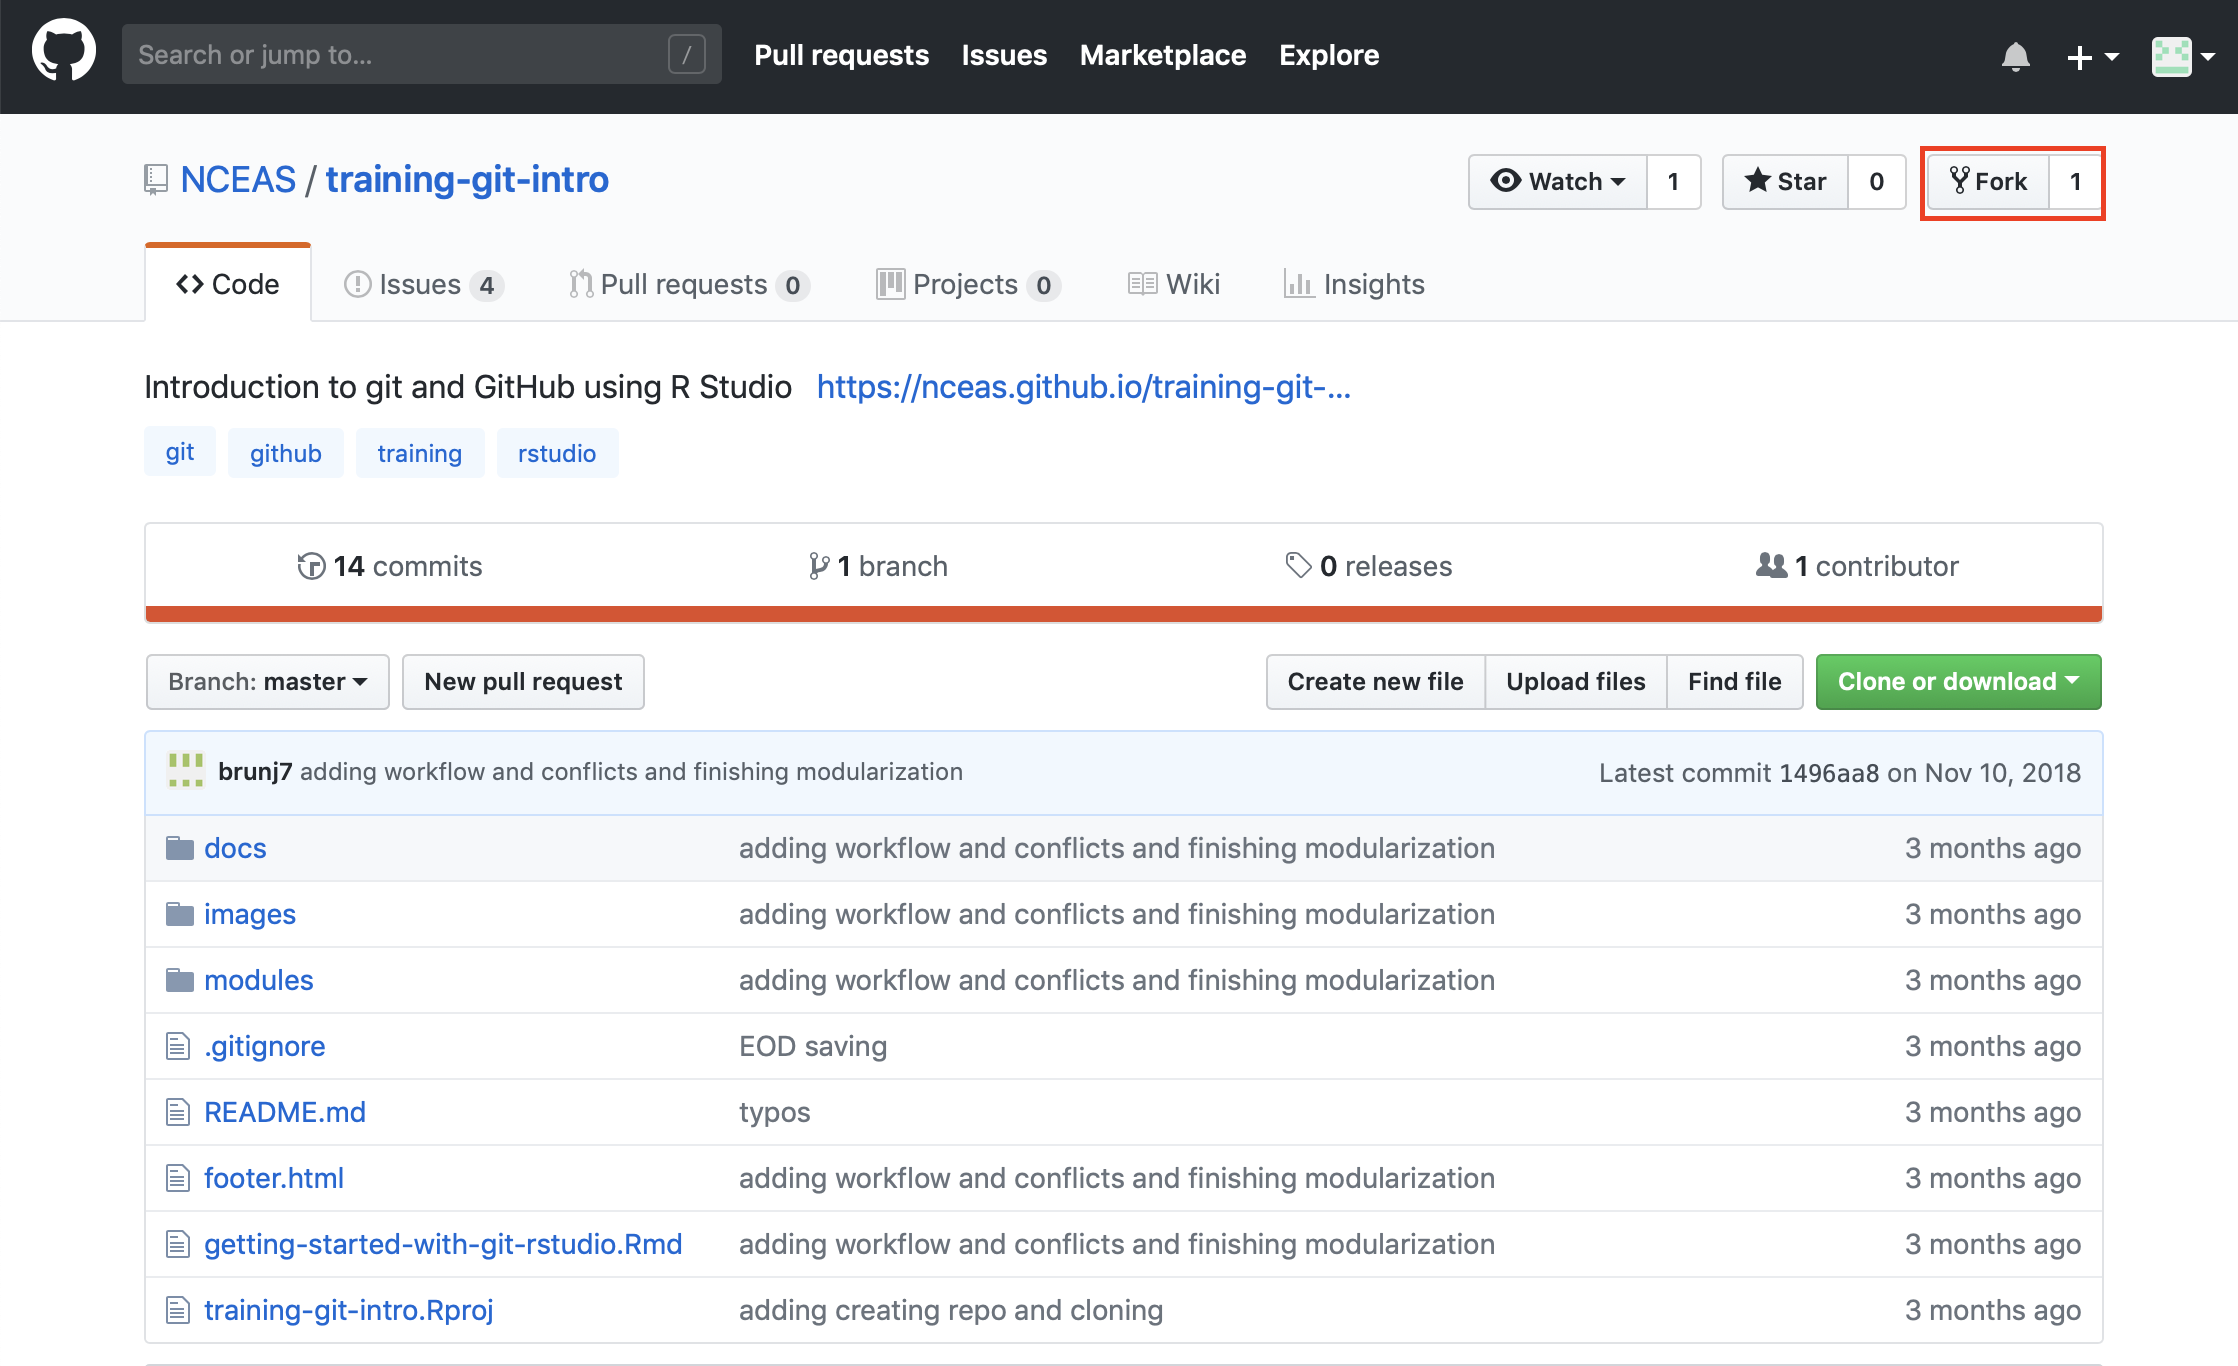 Search or jump to... / Pull requests Issues Marketplace Explore
NCEAS / training-git-intro Watch 1 Star 0 Fork 1
Code Issues 4 Pull requests 0 Projects 0 Wiki Insights
Introduction to git and GitHub using R Studio https://nceas.github.io/training-git-...
git github training rstudio
14 commits 1 branch 0 releases 1 contributor
Branch: master New pull request Create new file Upload files Find file Clone or download
brunj7 adding workflow and conflicts and finishing modularization Latest commit 1496aa8 on Nov 10, 2018
docs adding workflow and conflicts and finishing modularization 3 months ago
images adding workflow and conflicts and finishing modularization 3 months ago
modules adding workflow and conflicts and finishing modularization 3 months ago
.gitignore EOD saving 3 months ago
README.md typos 3 months ago
footer.html adding workflow and conflicts and finishing modularization 3 months ago
getting-started-with-git-rstudio.Rmd adding workflow and conflicts and finishing modularization 3 months ago
training-git-intro.Rproj adding creating repo and cloning 3 months ago